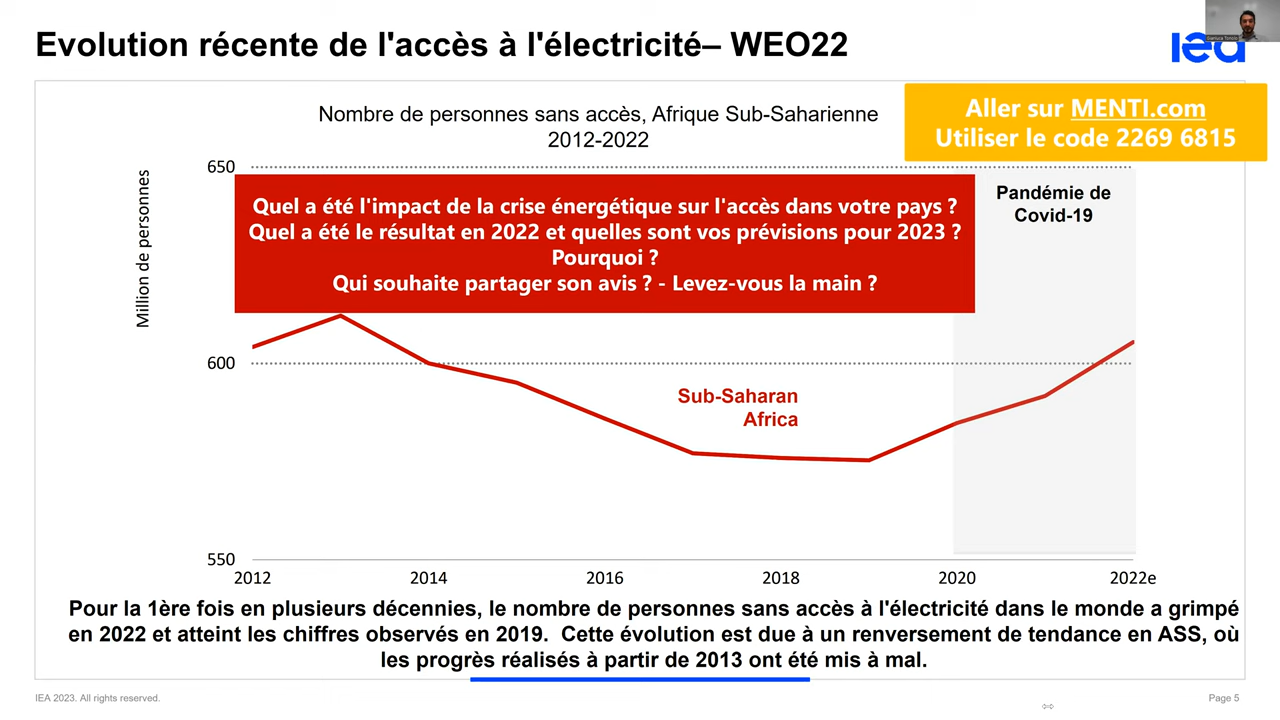 Evolution récente de l'accès à l'électricité– WEO22
iea
Aller sur MENTI.com
Utiliser le code 2269 6815
Nombre de personnes sans accès, Afrique Sub-Saharienne
2012-2022
Million de personnes
650
600
550
Pandémie de
Covid-19
Quel a été l'impact de la crise énergétique sur l'accès dans votre pays ?
Quel a été le résultat en 2022 et quelles sont vos prévisions pour 2023 ?
Pourquoi ?
Qui souhaite partager son avis ? - Levez-vous la main ?
Sub-Saharan
Africa
2012 2014 2016 2018 2020 2022e
Pour la 1ère fois en plusieurs décennies, le nombre de personnes sans accès à l'électricité dans le monde a grimpé
en 2022 et atteint les chiffres observés en 2019. Cette évolution est due à un renversement de tendance en ASS, où
les progrès réalisés à partir de 2013 ont été mis à mal.
IEA 2023. All rights reserved.
Page 5